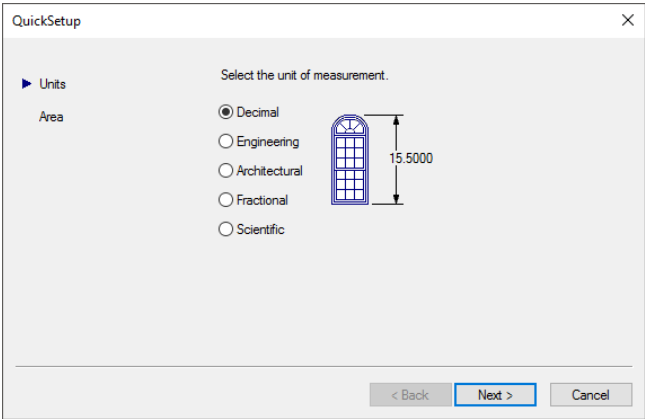 QuickSetup
Units
Area
Select the unit of measurement.
Decimal
Engineering
Architectural
Fractional
Scientific
15.5000
< Back
Next >
Cancel